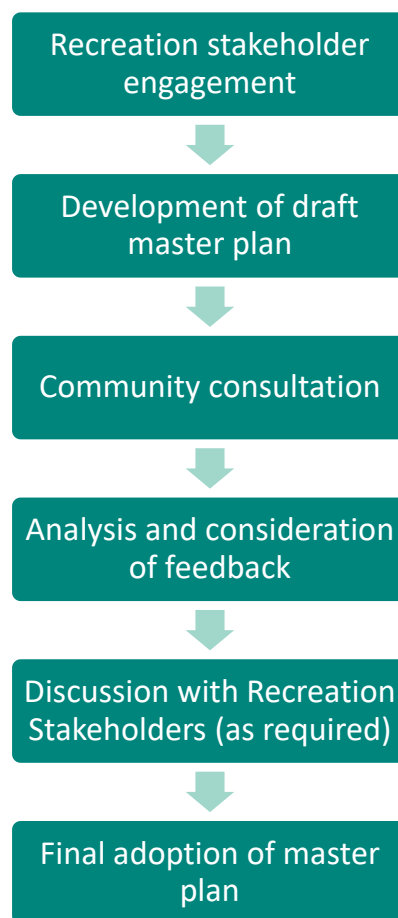 Recreation stakeholder
engagement
Development of draft
master plan
Community consultation
Analysis and consideration
of feedback
Discussion with Recreation
Stakeholders (as required)
Final adoption of master
plan